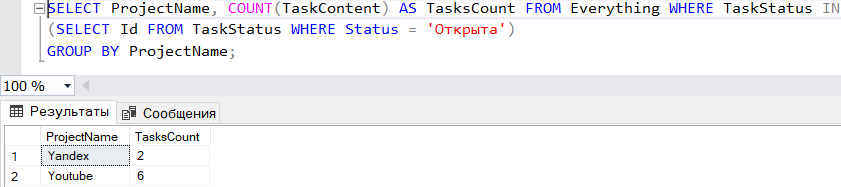 SELECT ProjectName, COUNT(TaskContent) AS TasksCount FROM Everything WHERE TaskStatus IN
(SELECT Id FROM TaskStatus WHERE Status = 'Открыта')
GROUP BY ProjectName;
100 %
Результаты Сообщения
ProjectName TasksCount
1 Yandex 2
2 Youtube 6